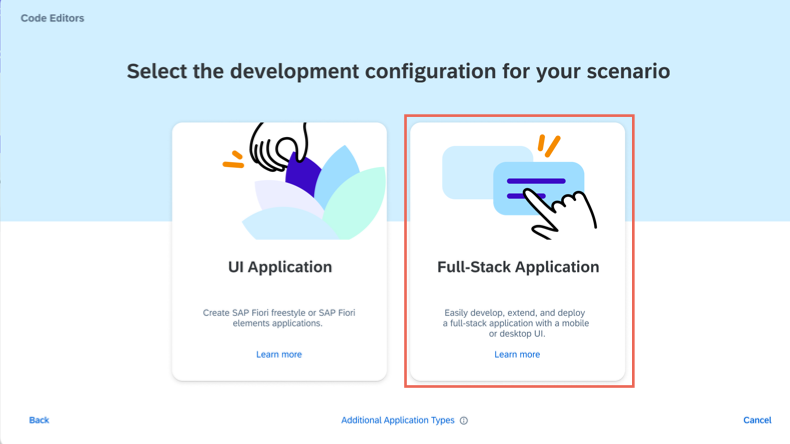 Code Editors
Select the development configuration for your scenario
UI Application
Create SAP Fiori freestyle or SAP Fiori
elements applications.
Learn more
Full-Stack Application
Easily develop, extend, and deploy
a full-stack application with a mobile
or desktop UI.
Learn more
Back
Additional Application Types
Cancel